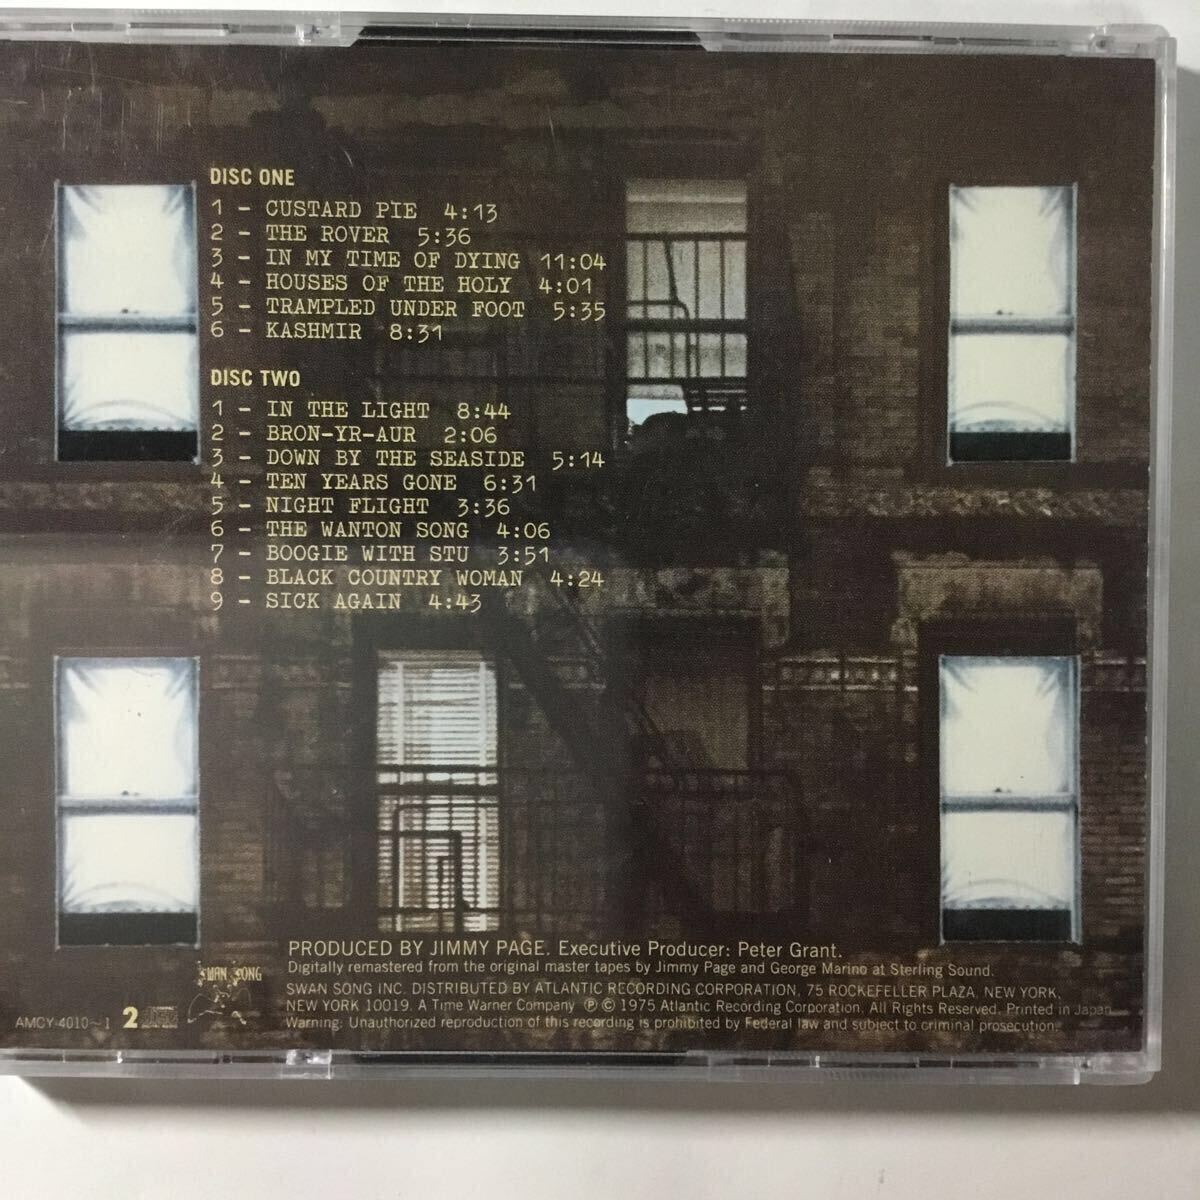 DISC ONE
1 - CUSTARD PIE 4:13
2 - THE ROVER 5:36
3 - IN MY TIME OF DYING 11:04
4 - HOUSES OF THE HOLY 4:01
5 - TRAMPLED UNDER FOOT 5:35
6 - KASHMIR 8:31
DISC TWO
1 - IN THE LIGHT 8:44
2 - BRON-YR-AUR 2:06
3 - DOWN BY THE SEASIDE 5:14
4 - TEN YEARS GONE 6:31
5 - NIGHT FLIGHT 3:36
6 - THE WANTON SONG 4:06
7 - BOOGIE WITH STU 3:51
8 - BLACK COUNTRY WOMAN 4:24
9 - SICK AGAIN 4:43
PRODUCED BY JIMMY PAGE. Executive Producer: Peter Grant.
Digitally remastered from the original master tapes by Jimmy Page and George Marino at Sterling Sound.
SWAN SONG INC. DISTRIBUTED BY ATLANTIC RECORDING CORPORATION, 75 ROCKEFELLER PLAZA, NEW YORK,
NEW YORK 10019. A Time Warner Company ℗ © 1975 Atlantic Recording Corporation. All Rights Reserved. Printed in Japan
Warning: Unauthorized reproduction of this recording is prohibited by Federal law and subject to criminal prosecution.
SWAN SONG
AMCY-4010~1 2